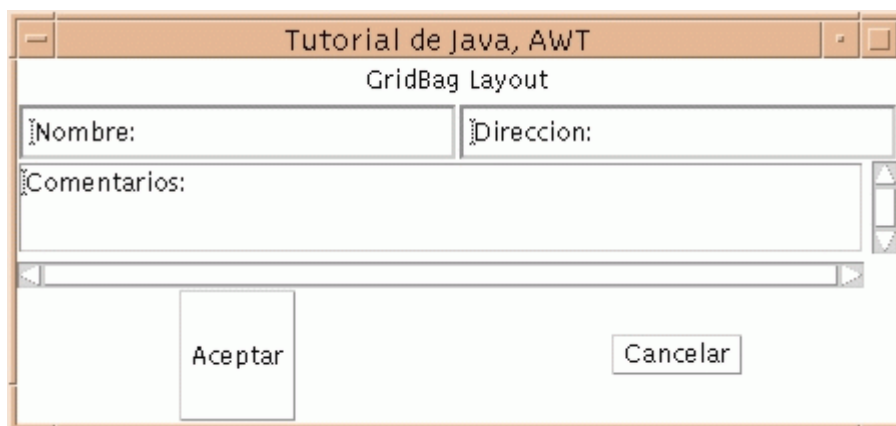 Tutorial de Java, AWT
GridBag Layout
Nombre: Direccion:
Comentarios:
Aceptar Cancelar